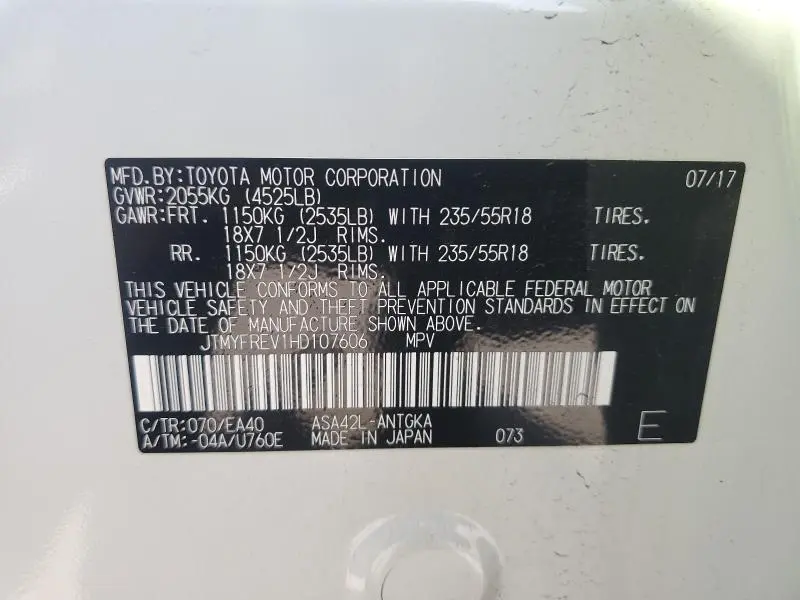 MFD.BY:TOYOTA MOTOR CORPORATION 07/17
GVWR:2055KG (4525LB)
GAWR:FRT. 1150KG (2535LB) WITH 235/55R18 TIRES.
18X7 1/2J RIMS.
RR. 1150KG (2535LB) WITH 235/55R18 TIRES.
18X7 1/2J RIMS.
THIS VEHICLE CONFORMS TO ALL APPLICABLE FEDERAL MOTOR
VEHICLE SAFETY AND THEFT PREVENTION STANDARDS IN EFFECT ON
THE DATE OF MANUFACTURE SHOWN ABOVE.
JTMYFREV1HD107606 MPV
C/TR:070/EA40 ASA42L-ANTGKA
A/TM:-04A/U760E MADE IN JAPAN 073 E